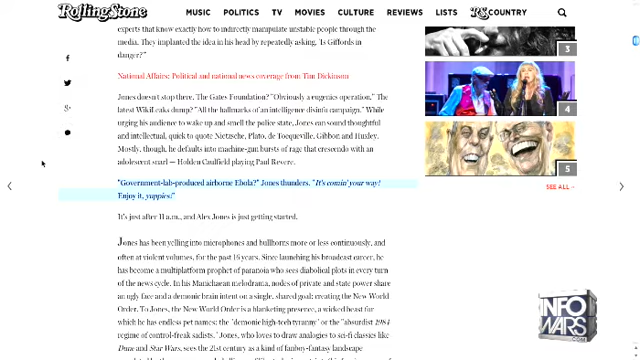 RollingStone
MUSIC POLITICS TV MOVIES CULTURE REVIEWS LISTS RS COUNTRY
experts that know exactly how to indirectly manipulate unstable people through the
media. They implanted the idea in his head by repeatedly asking, 'Is Giffords in
danger?'"
National Affairs: Political and national news coverage from Tim Dickinson
Jones doesn't stop there. The Gates Foundation? "Obviously a eugenics operation." The
latest WikiLeaks dump? "All the hallmarks of an intelligence disinfo campaign." While
urging his audience to wake up and smell the police state, Jones can sound thoughtful
and intellectual, quick to quote Nietzsche, Plato, de Tocqueville, Gibbon and Huxley.
Mostly, though, he defaults into machine-gun bursts of rage that crescendo with an
adolescent snarl — Holden Caulfield playing Paul Revere.
"Government-lab-produced airborne Ebola?" Jones thunders. "It's comin' your way!
Enjoy it, yuppies!"
It's just after 11 a.m., and Alex Jones is just getting started.
Jones has been yelling into microphones and bullhorns more or less continuously, and
often at violent volumes, for the past 16 years. Since launching his broadcast career, he
has become a multiplatform prophet of paranoia who sees diabolical plots in every turn
of the news cycle. In his Manichaean melodrama, nodes of private and state power share
an ugly face and a demonic brain intent on a single, shared goal: creating the New World
Order. To Jones, the New World Order is a blanketing presence, a wicked beast for
which he has endless pet names: the "demonic high-tech tyranny" or the "absurdist 1984
regime of control-freak sadists." Jones, who loves to draw analogies to sci-fi classics like
Dune and Star Wars, sees the 21st century as a kind of fanboy-fantasy landscape
3
4
5
SEE ALL
INFO
WARS
.COM